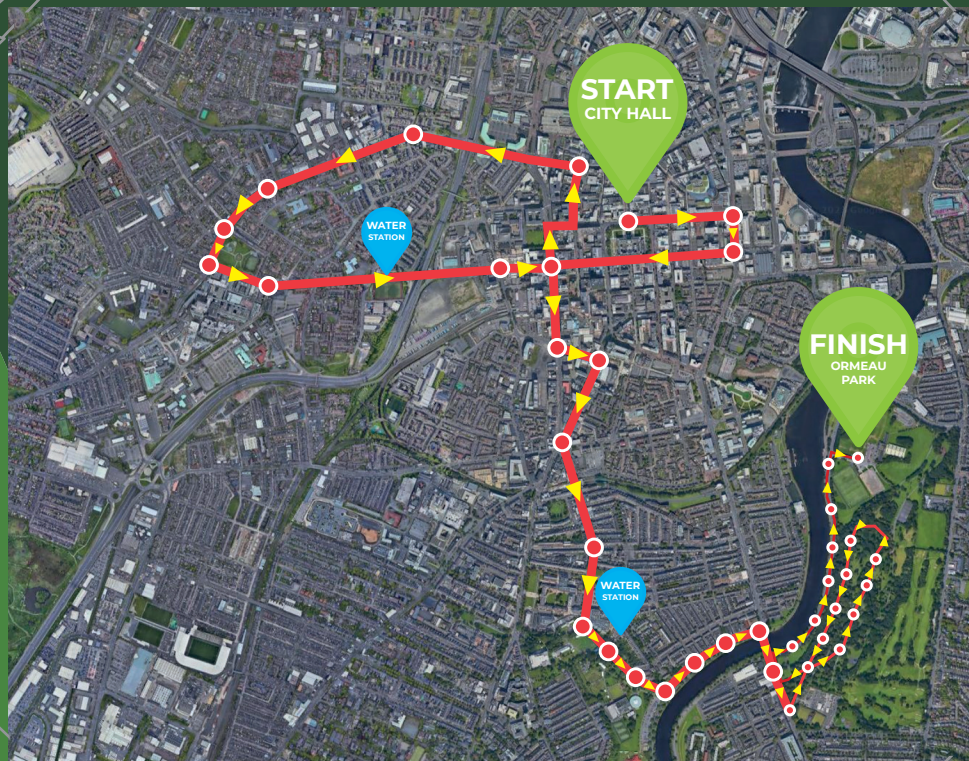 START
CITY HALL
WATER
STATION
FINISH
ORMEAU
PARK
WATER
STATION